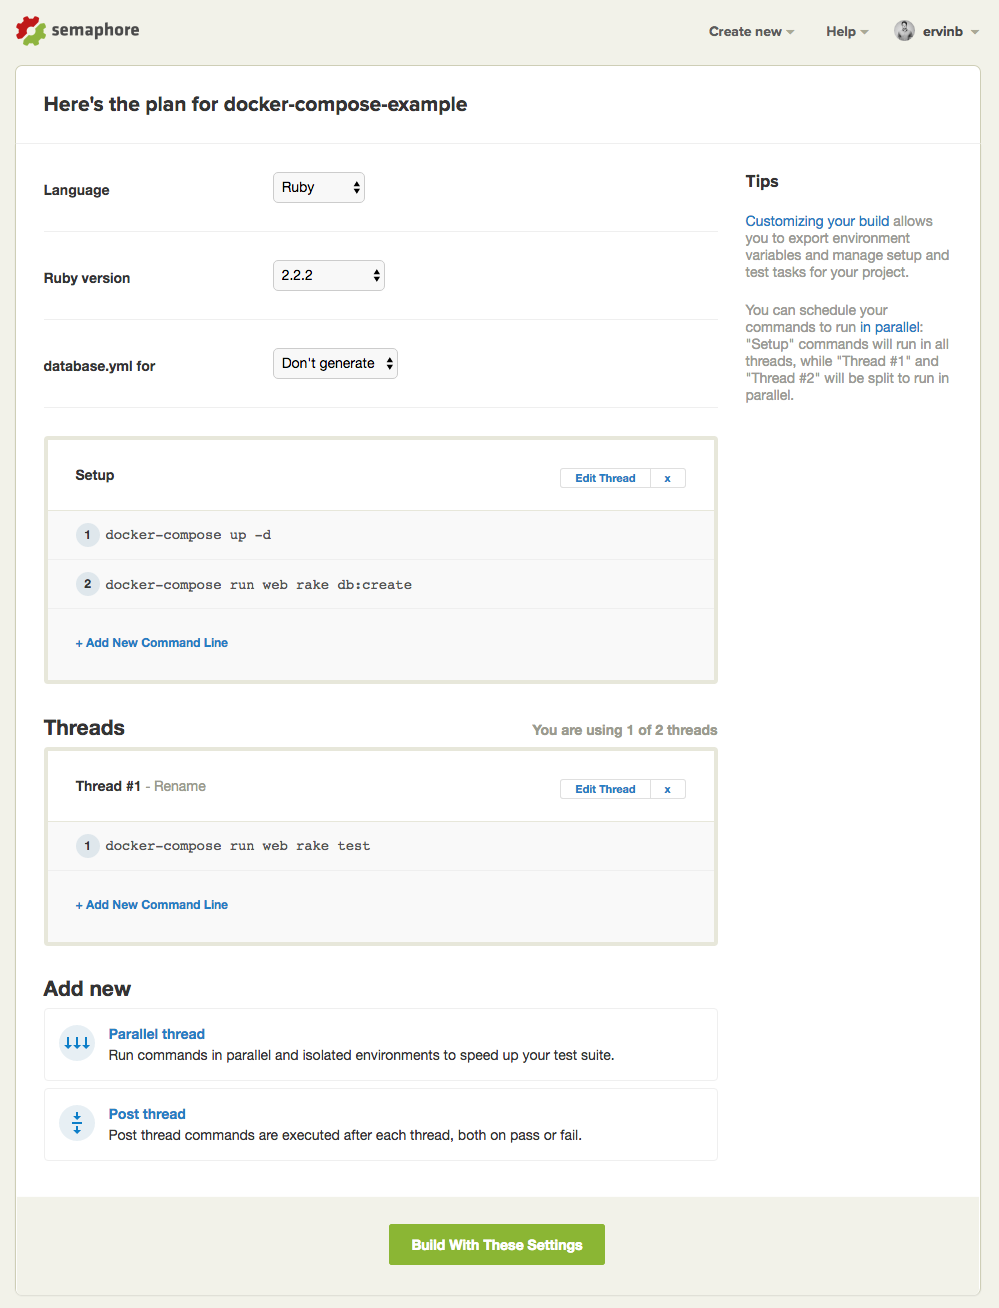 semaphore
Create new
Help
ervinb
Here's the plan for docker-compose-example
Language
Ruby
Ruby version
2.2.2
database.yml for
Don't generate
Tips
Customizing your build allows
you to export environment
variables and manage setup and
test tasks for your project.
You can schedule your
commands to run in parallel:
"Setup" commands will run in all
threads, while "Thread #1" and
"Thread #2" will be split to run in
parallel.
Setup
Edit Thread
x
1 docker-compose up -d
2 docker-compose run web rake db:create
+ Add New Command Line
Threads
You are using 1 of 2 threads
Thread #1 - Rename
Edit Thread
x
1 docker-compose run web rake test
+ Add New Command Line
Add new
Parallel thread
Run commands in parallel and isolated environments to speed up your test suite.
Post thread
Post thread commands are executed after each thread, both on pass or fail.
Build With These Settings